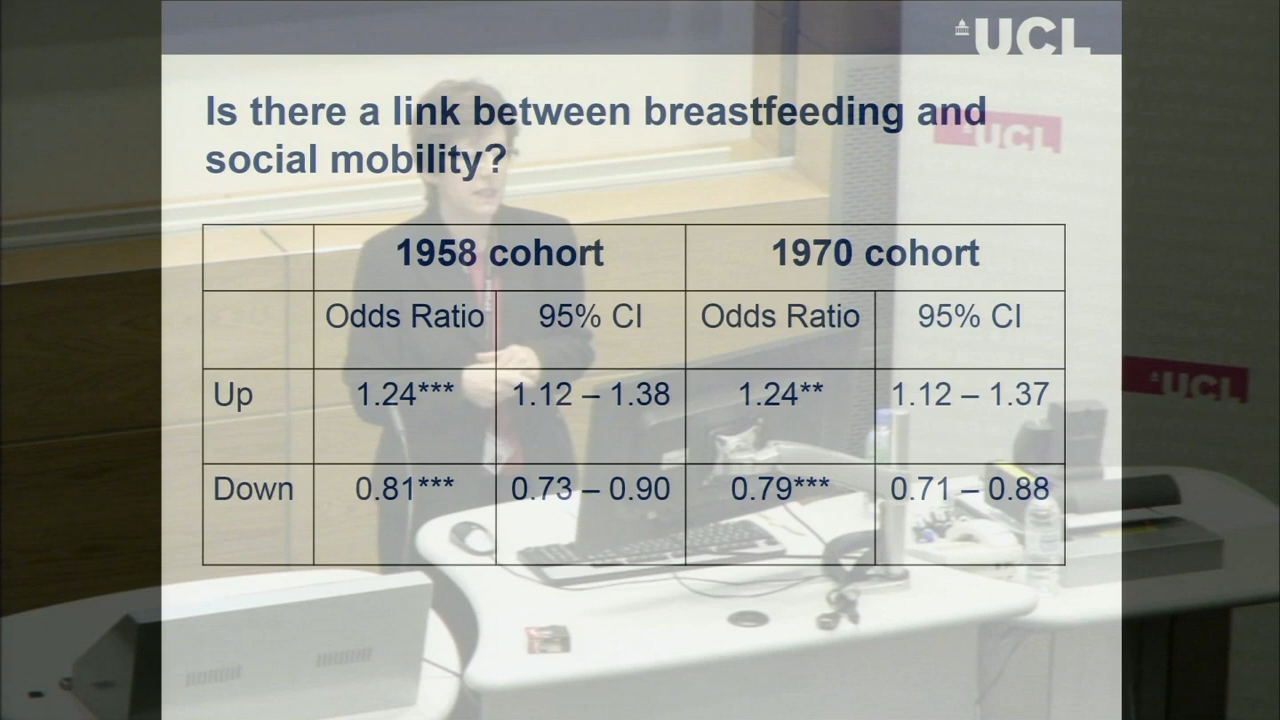 UCL
Is there a link between breastfeeding and
social mobility?
UCL
1958 cohort 1970 cohort
Odds Ratio 95% CI Odds Ratio 95% CI
Up 1.24*** 1.12 – 1.38 1.24** 1.12 – 1.37
Down 0.81*** 0.73 – 0.90 0.79*** 0.71 – 0.88
UCL